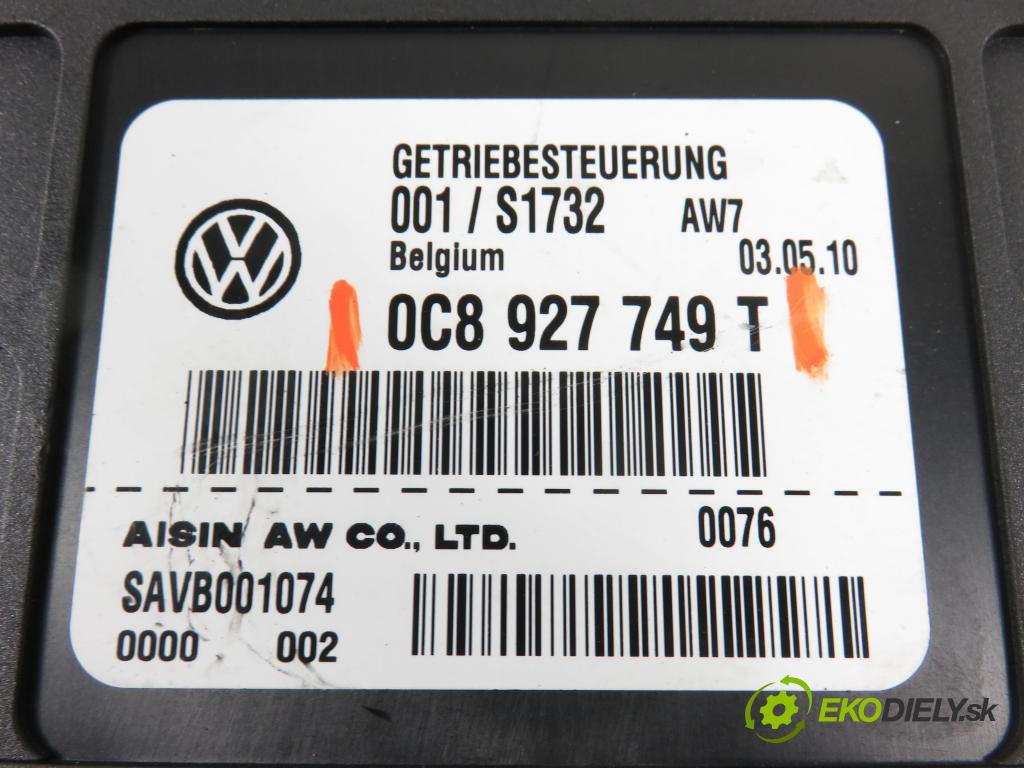 GETRIEBESTEUERUNG
001 / S1732 AW7
Belgium 03.05.10
0C8 927 749 T
AISIN AW CO., LTD. 0076
SAVB001074
0000 002
EKODIELY.sk